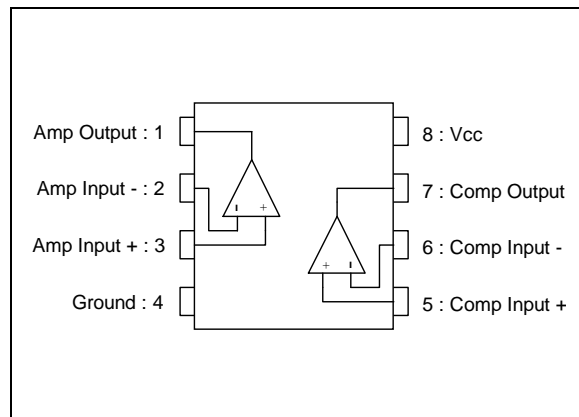 Amp Output : 1
Amp Input - : 2
Amp Input + : 3
Ground : 4
8 : Vcc
7 : Comp Output
6 : Comp Input -
5 : Comp Input +
- +
+ -